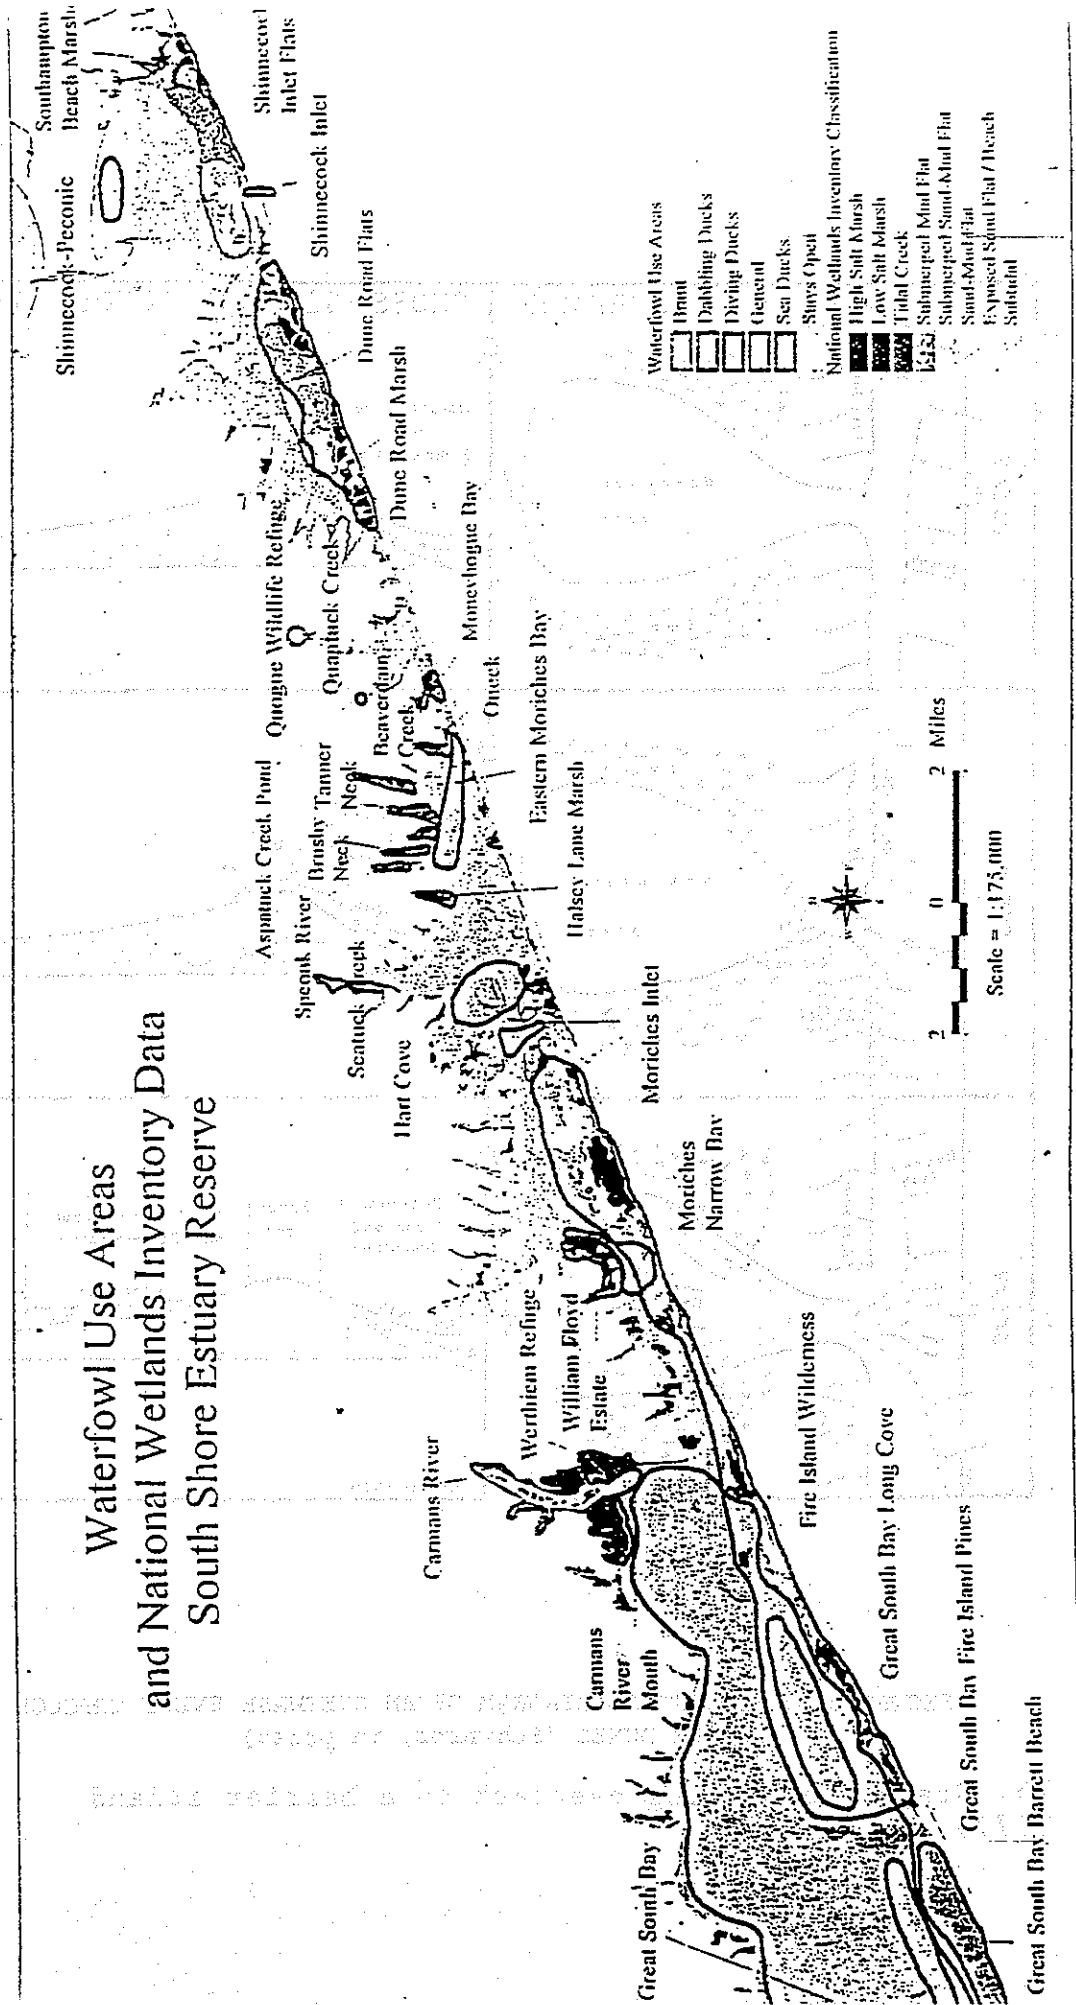 Waterfowl Use Areas
and National Wetlands Inventory Data
South Shore Estuary Reserve
Southampton
Beach Marsh
Shinnecock-Peconic
Shinnecock
Inlet Flats
Shinnecock Inlet
Dune Road Flats
Dune Road Marsh
Quogue Wildlife Refuge
Quaptuck Creek
Moneybogue Bay
Beaverdam
Creek
Oneck
Eastern Moriches Bay
Aspatuck Creek Pond
Brushy
Neck
Tanner
Neck
Halsey Lane Marsh
Speonk River
Seatuck Creek
Hart Cove
Moriches Inlet
Moriches
Narrow Bay
Carmans River
Werthiem Refuge
William Floyd
Estate
Fire Island Wilderness
Carmans
River
Mouth
Great South Bay Long Cove
Great South Bay Fire Island Pines
Great South Bay
Great South Bay Barrett Beach
Waterfowl Use Areas
Brant
Dabbling Ducks
Diving Ducks
General
Sea Ducks
Stays Open
National Wetlands Inventory Classification
High Salt Marsh
Low Salt Marsh
Tidal Creek
Submerged Mud Flat
Submerged Sand-Mud Flat
Sand-Mud Flat
Exposed Sand Flat / Beach
Subtidal
2 0 2 Miles
Scale = 1:175,000